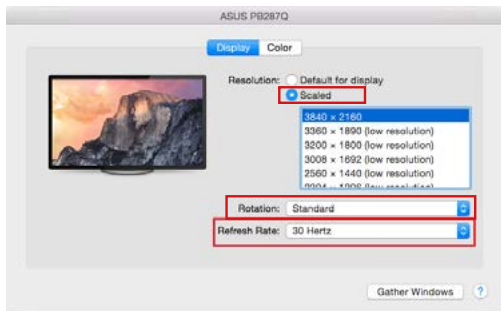 ASUS PB287Q
Display Color
Resolution: Default for display
Scaled
3840 × 2160
3360 × 1890 (low resolution)
3200 × 1800 (low resolution)
3008 × 1692 (low resolution)
2560 × 1440 (low resolution)
Rotation: Standard
Refresh Rate: 30 Hertz
Gather Windows ?